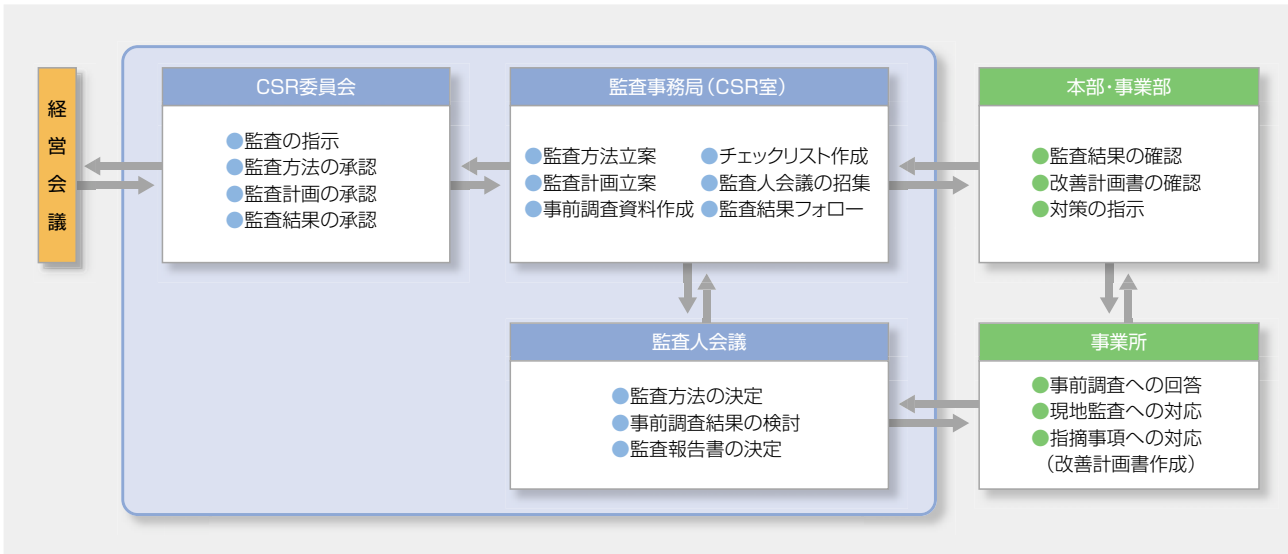 経営会議
CSR委員会
●監査の指示
●監査方法の承認
●監査計画の承認
●監査結果の承認
監査事務局（CSR室）
●監査方法立案
●監査計画立案
●事前調査資料作成
●チェックリスト作成
●監査人会議の招集
●監査結果フォロー
本部・事業部
●監査結果の確認
●改善計画書の確認
●対策の指示
監査人会議
●監査方法の決定
●事前調査結果の検討
●監査報告書の決定
事業所
●事前調査への回答
●現地監査への対応
●指摘事項への対応
（改善計画書作成）